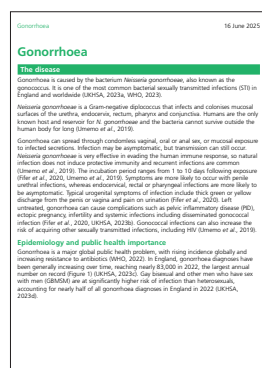 Gonorrhoea
16 June 2025
Gonorrhoea
The disease
Gonorrhoea is caused by the bacterium Neisseria gonorrhoeae, also known as the
gonococcus. It is one of the most common bacterial sexually transmitted infections (STI) in
England and worldwide (UKHSA, 2023a, WHO, 2023).
Neisseria gonorrhoeae is a Gram-negative diplococcus that infects and colonises mucosal
surfaces of the urethra, endocervix, rectum, pharynx and conjunctiva. Humans are the only
known host and reservoir for N. gonorrhoeae and the bacteria cannot survive outside the
human body for long (Unemo et al., 2019).
Gonorrhoea can spread through condomless vaginal, oral or anal sex, or mucosal exposure
to infected secretions. Infection may be asymptomatic, but transmission can still occur.
Neisseria gonorrhoeae is very effective in evading the human immune response, so natural
infection does not induce protective immunity and recurrent infections are common
(Unemo et al., 2019). The incubation period ranges from 1 to 10 days following exposure
(Fifer et al., 2020, Unemo et al., 2019). Symptoms are more likely to occur with penile
urethral infections, whereas endocervical, rectal or pharyngeal infections are more likely to
be asymptomatic. Typical urogenital symptoms of infection include thick green or yellow
discharge from the penis or vagina and pain on urination (Fifer et al., 2020). Left
untreated, gonorrhoea can cause complications such as pelvic inflammatory disease (PID),
ectopic pregnancy, infertility and systemic infections including disseminated gonococcal
infection (Fifer et al., 2020, UKHSA, 2023b). Gonococcal infections can also increase the
risk of acquiring other sexually transmitted infections, including HIV (Unemo et al., 2019).
Epidemiology and public health importance
Gonorrhoea is a major global public health problem, with rising incidence globally and
increasing resistance to antibiotics (WHO, 2022). In England, gonorrhoea diagnoses have
been generally increasing over time, reaching nearly 83,000 in 2022, the largest annual
number on record (Figure 1) (UKHSA, 2023c). Gay bisexual and other men who have sex
with men (GBMSM) are at significantly higher risk of infection than heterosexuals,
accounting for nearly half of all gonorrhoea diagnoses in England in 2022 (UKHSA,
2023d).